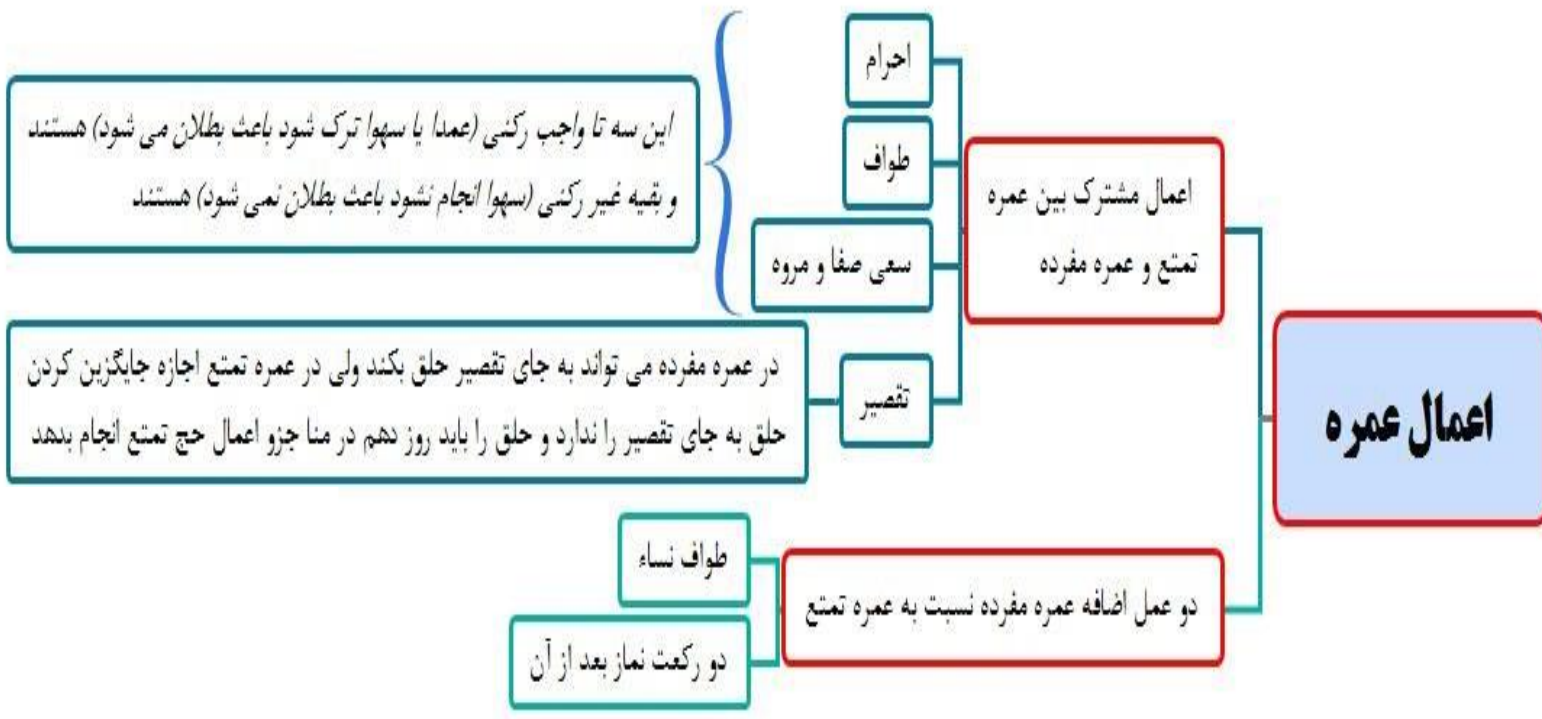 اعمال عمره
اعمال مشترک بین عمره
تمتع و عمره مفرده
احرام
طواف
سعی صفا و مروه
این سه تا واجب رکنی (عمدا یا سهوا ترک شود باعث بطلان می شود) هستند
و بقیه غیر رکنی (سهوا انجام نشود باعث بطلان نمی شود) هستند
تقصیر
در عمره مفرده می تواند به جای تقصیر حلق بکند ولی در عمره تمتع اجازه جایگزین کردن
حلق به جای تقصیر را ندارد و حلق را باید روز دهم در منا جزو اعمال حج تمتع انجام بدهد
دو عمل اضافه عمره مفرده نسبت به عمره تمتع
طواف نساء
دو رکعت نماز بعد از آن